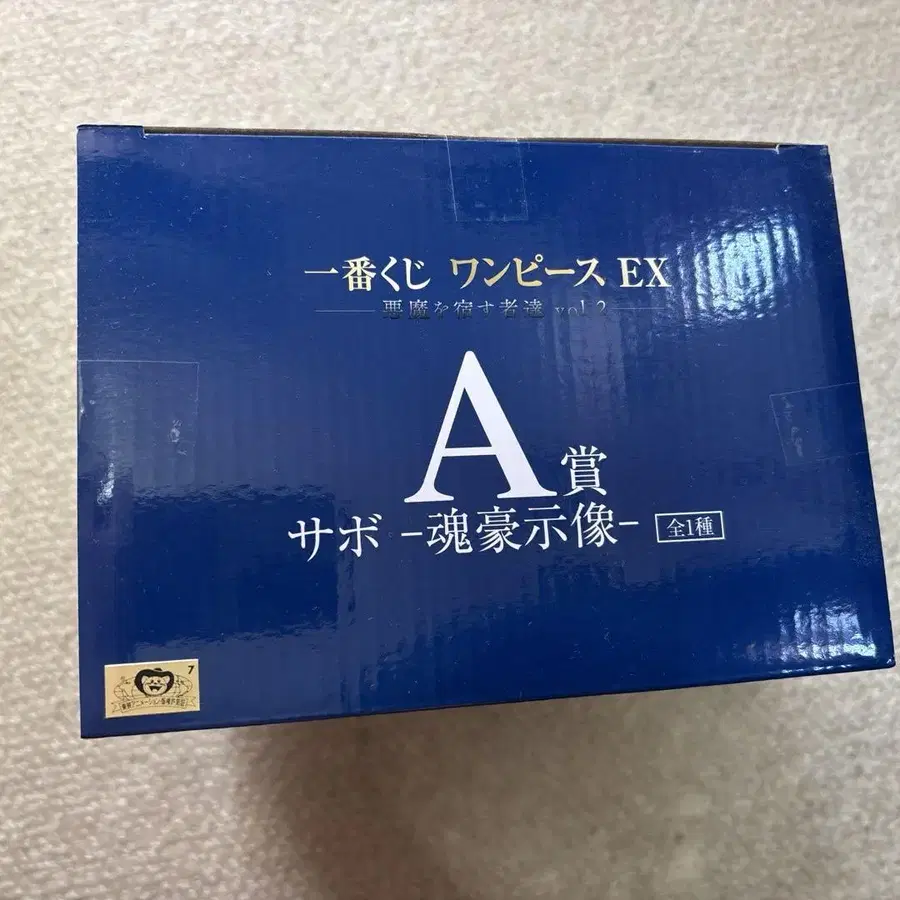 一番くじ ワンピース EX
悪魔を宿す者達 vol.2
A賞
サボ -魂豪示像- 全1種
7